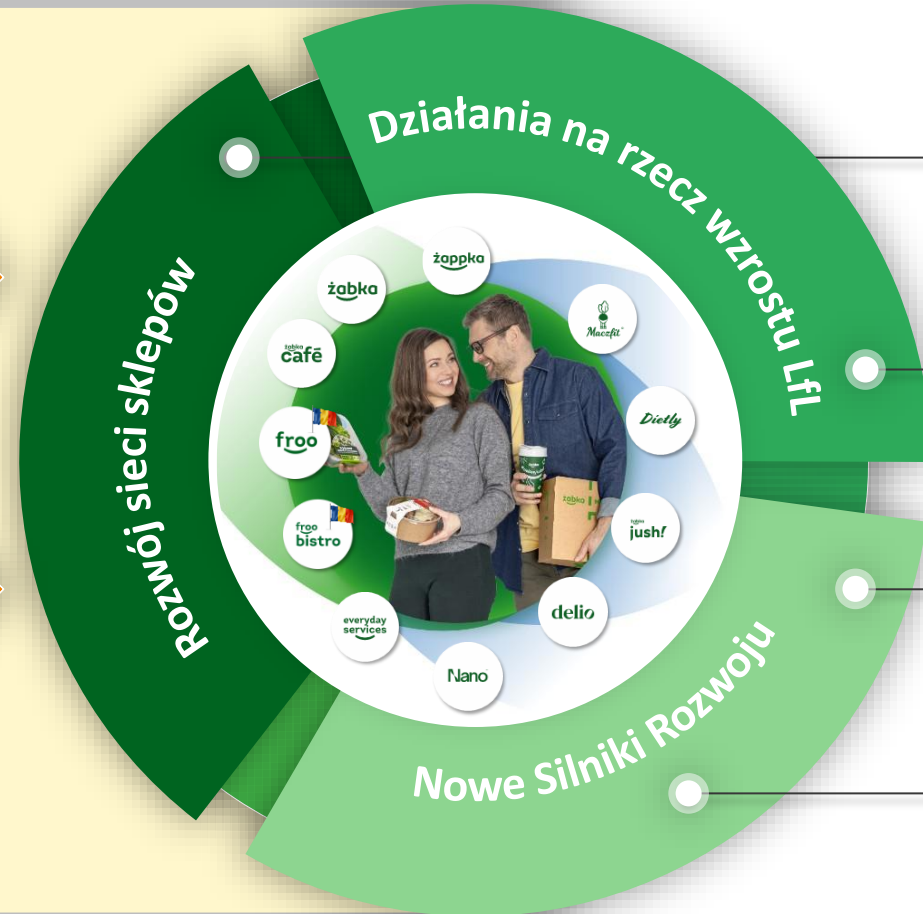 Działania na rzecz wzrostu LfL
Rozwój sieci sklepów
Nowe Silniki Rozwoju
żappka
żabka
żabka
café
froo
froo
bistro
everyday
services
Nano
delio
żabka
jush!
Dietly
Maczfit
żabka